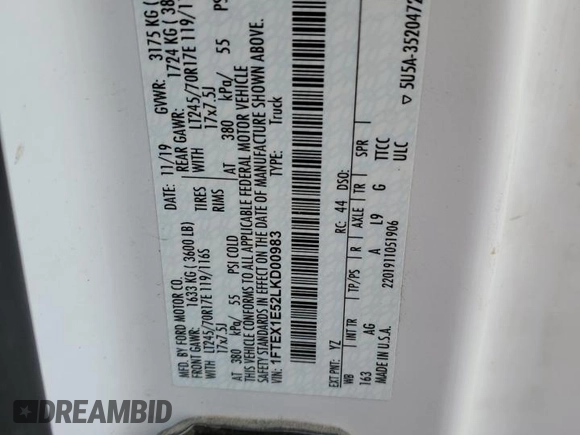 MFD. BY FORD MOTOR CO.
DATE: 11/19 GVWR: 3175 KG (
FRONT GAWR: 1633 KG (3600 LB) REAR GAWR: 1724 KG ( 38
WITH WITH
LT245/70R17E 119/116S TIRES LT245/70R17E 119/11
17x7.5J RIMS 17x7.5J
AT 380 kPa/ 55 PSI COLD AT 380 kPa/ 55 PS
THIS VEHICLE CONFORMS TO ALL APPLICABLE FEDERAL MOTOR VEHICLE
SAFETY STANDARDS IN EFFECT ON THE DATE OF MANUFACTURE SHOWN ABOVE.
VIN: 1FTEX1E52LKD00983 TYPE: Truck
EXT PNT: YZ RC: 44 DSO:
WB INT TR TP/PS R AXLE TR SPR
163 AG A L9 G TTCC
MADE IN U.S.A. 2201911051906 ULC
5U5A-3520472
DREAMBID